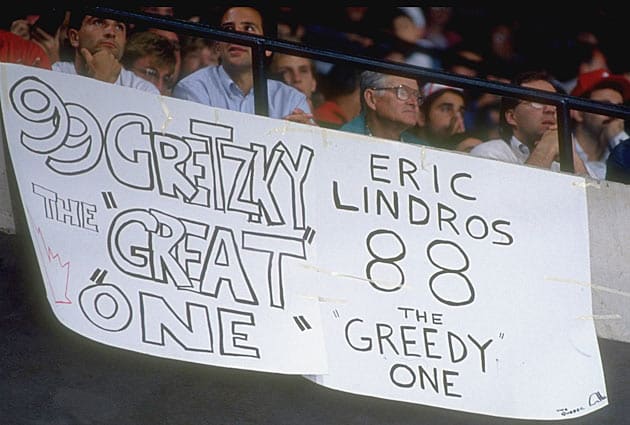 99 GRETZKY
THE "GREAT"
"ONE"
ERIC
LINDROS
88
THE
"GREEDY"
ONE